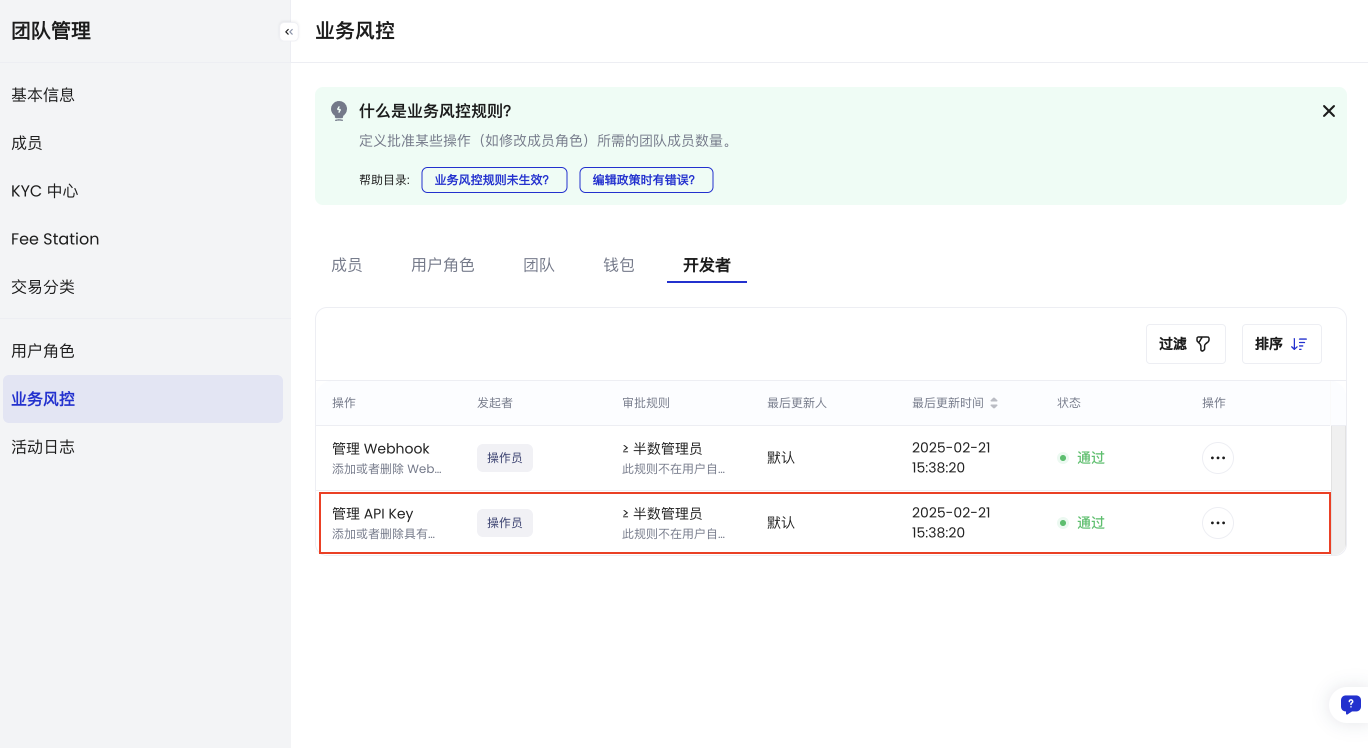 团队管理
业务风控
基本信息
成员
KYC 中心
Fee Station
交易分类
用户角色
业务风控
活动日志
什么是业务风控规则?
定义批准某些操作（如修改成员角色）所需的团队成员数量。
帮助目录: 业务风控规则未生效? 编辑政策时有错误?
成员 用户角色 团队 钱包 开发者
过滤 排序
操作 发起者 审批规则 最后更新人 最后更新时间 状态 操作
管理 Webhook 操作员 ≥ 半数管理员 默认 2025-02-21 通过
添加或者删除 Web... 此规则不在用户自... 15:38:20
管理 API Key 操作员 ≥ 半数管理员 默认 2025-02-21 通过
添加或者删除具有... 此规则不在用户自... 15:38:20